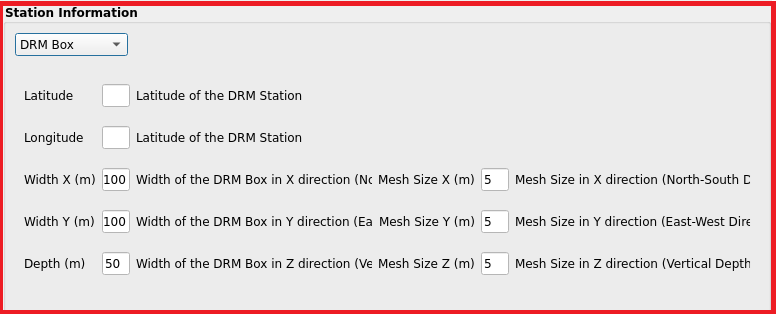 Station Information
DRM Box
Latitude Latitude of the DRM Station
Longitude Latitude of the DRM Station
Width X (m) 100 Width of the DRM Box in X direction (No Mesh Size X (m) 5 Mesh Size in X direction (North-South D
Width Y (m) 100 Width of the DRM Box in Y direction (Ea Mesh Size Y (m) 5 Mesh Size in Y direction (East-West Dire
Depth (m) 50 Width of the DRM Box in Z direction (Ve Mesh Size Z (m) 5 Mesh Size in Z direction (Vertical Depth